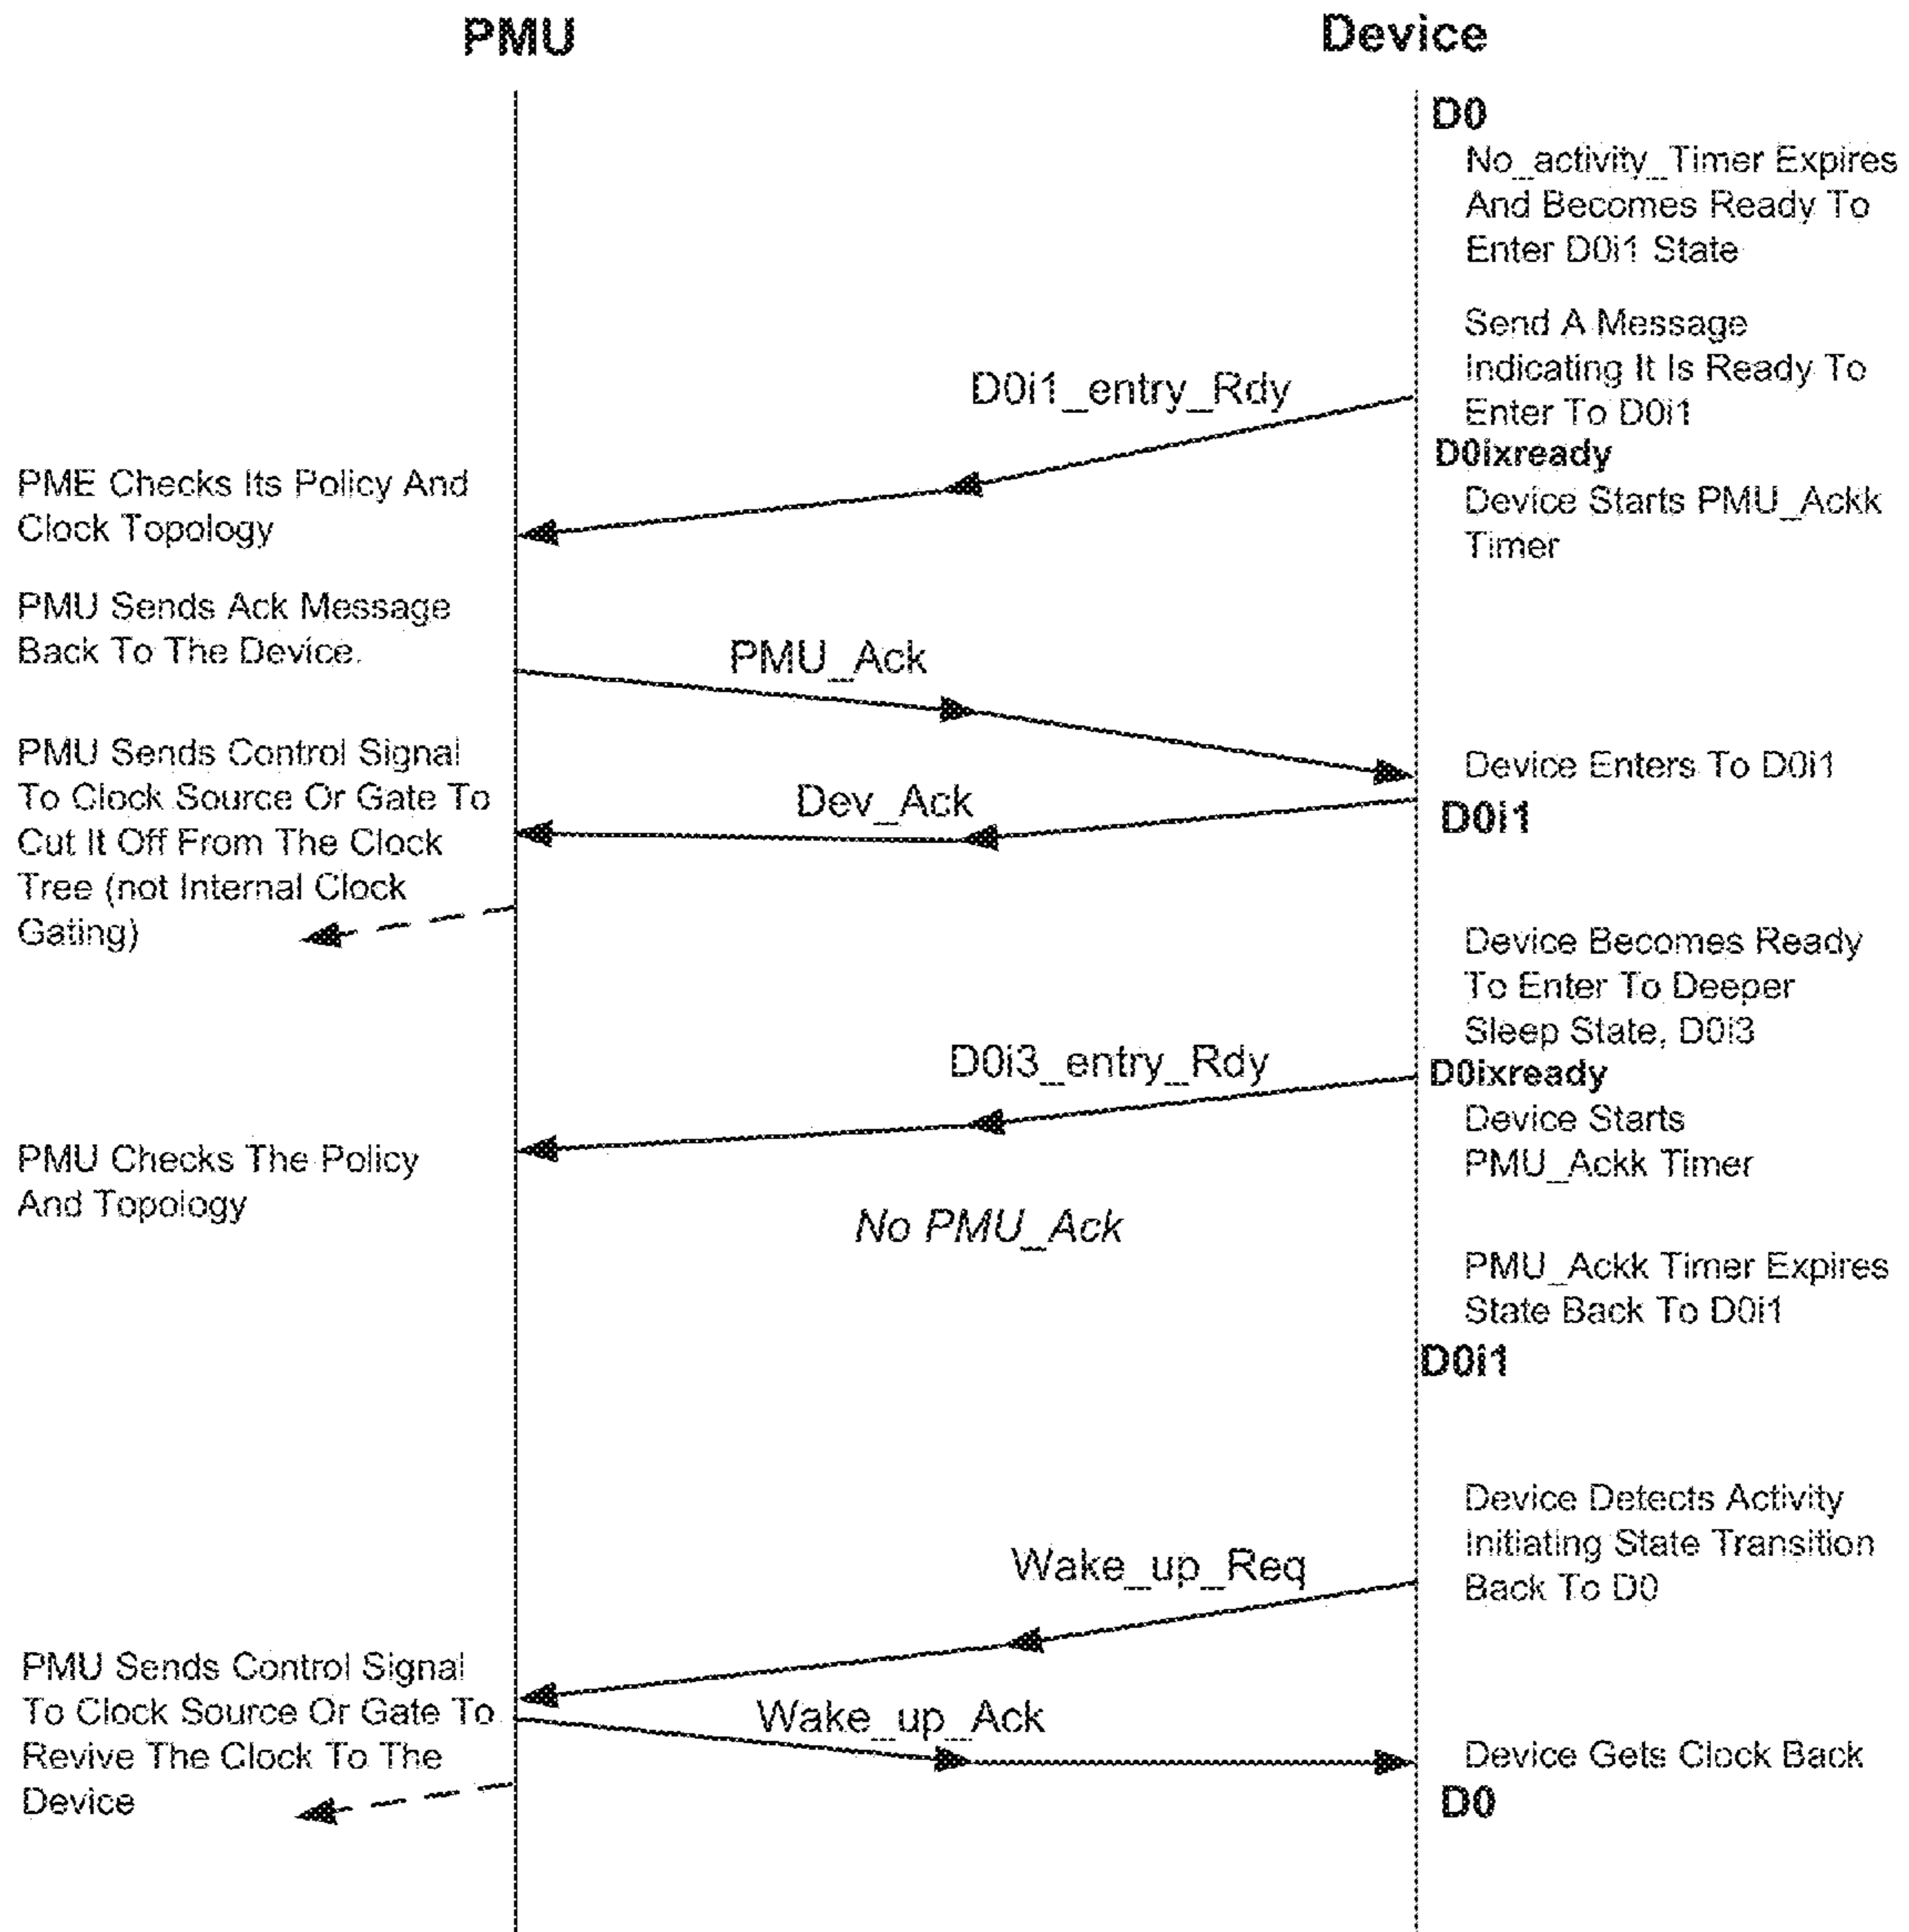 PMU
Device
D0
No_activity_Timer Expires
And Becomes Ready To
Enter D0i1 State
Send A Message
Indicating It Is Ready To
Enter To D0i1
D0i1_entry_Rdy
D0ixready
Device Starts PMU_Ackk
Timer
PME Checks Its Policy And
Clock Topology
PMU Sends Ack Message
Back To The Device.
PMU_Ack
Device Enters To D0i1
PMU Sends Control Signal
To Clock Source Or Gate To
Cut It Off From The Clock
Tree (not Internal Clock
Gating)
Dev_Ack
D0i1
Device Becomes Ready
To Enter To Deeper
Sleep State, D0i3
D0i3_entry_Rdy
D0ixready
Device Starts
PMU_Ackk Timer
PMU Checks The Policy
And Topology
No PMU_Ack
PMU_Ackk Timer Expires
State Back To D0i1
D0i1
Device Detects Activity
Initiating State Transition
Back To D0
Wake_up_Req
PMU Sends Control Signal
To Clock Source Or Gate To
Revive The Clock To The
Device
Wake_up_Ack
Device Gets Clock Back
D0